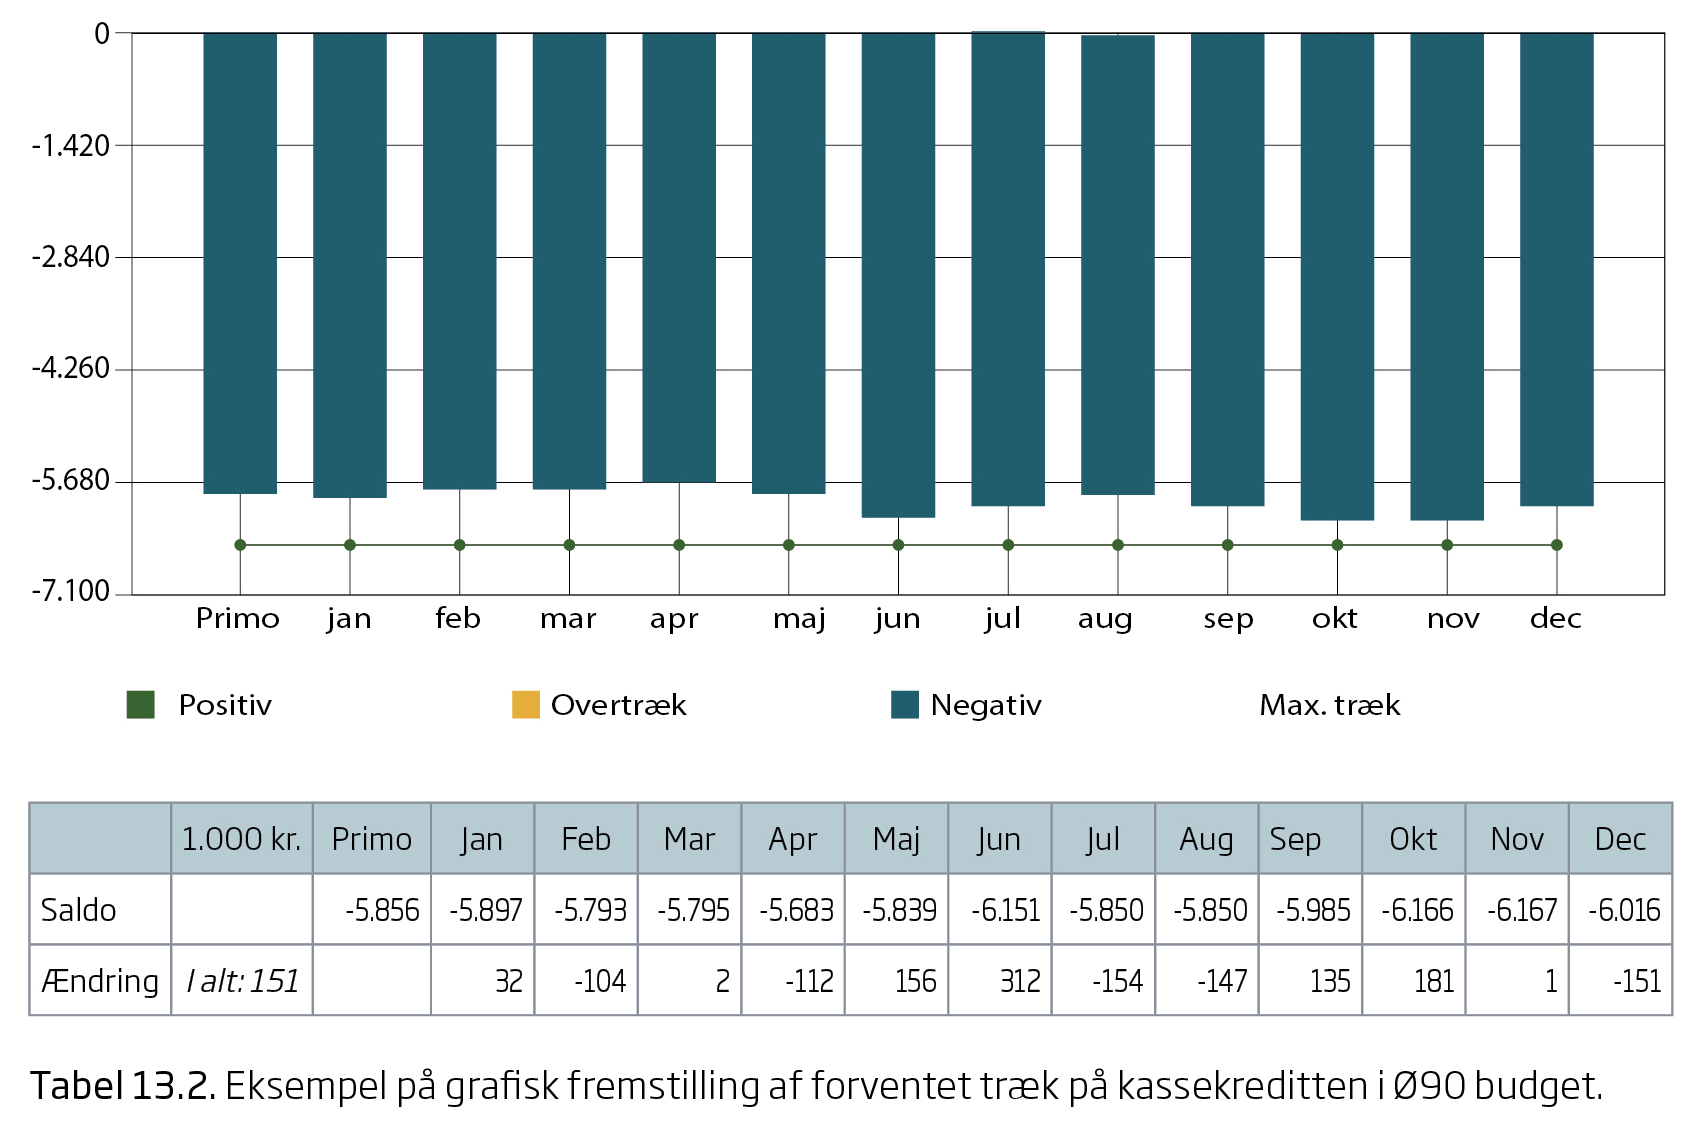 0
-1.420
-2.840
-4.260
-5.680
-7.100
Primo jan feb mar apr maj jun jul aug sep okt nov dec
Positiv Overtræk Negativ Max. træk
1.000 kr. Primo Jan Feb Mar Apr Maj Jun Jul Aug Sep Okt Nov Dec
Saldo -5.856 -5.897 -5.793 -5.795 -5.683 -5.839 -6.151 -5.850 -5.850 -5.985 -6.166 -6.167 -6.016
Ændring I alt: 151 32 -104 2 -112 156 312 -154 -147 135 181 1 -151
Tabel 13.2. Eksempel på grafisk fremstilling af forventet træk på kassekreditten i Ø90 budget.